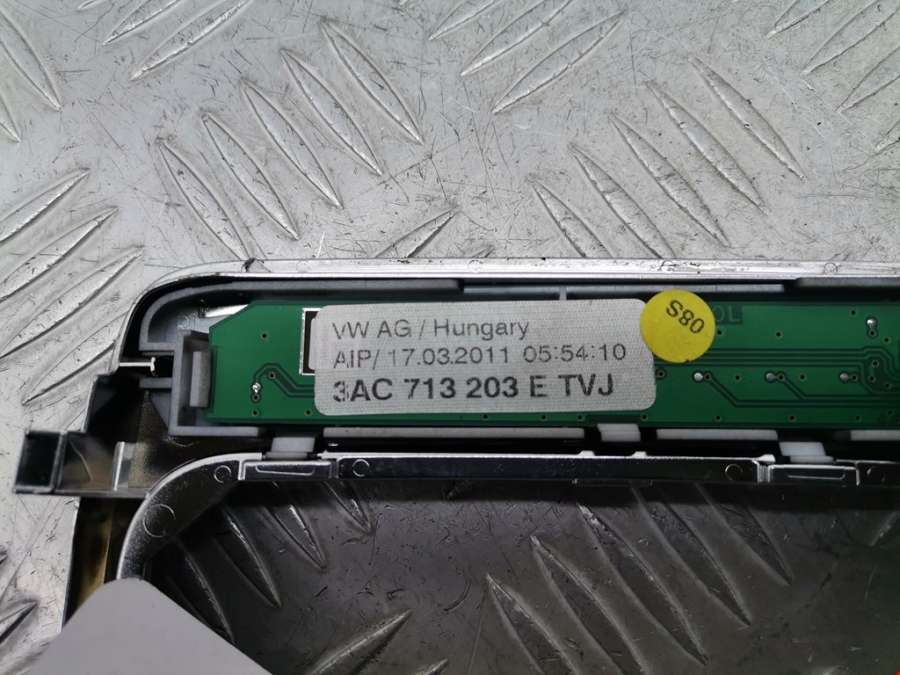 VW AG / Hungary
AIP/ 17.03.2011 05:54:10
3AC 713 203 E TVJ
S80